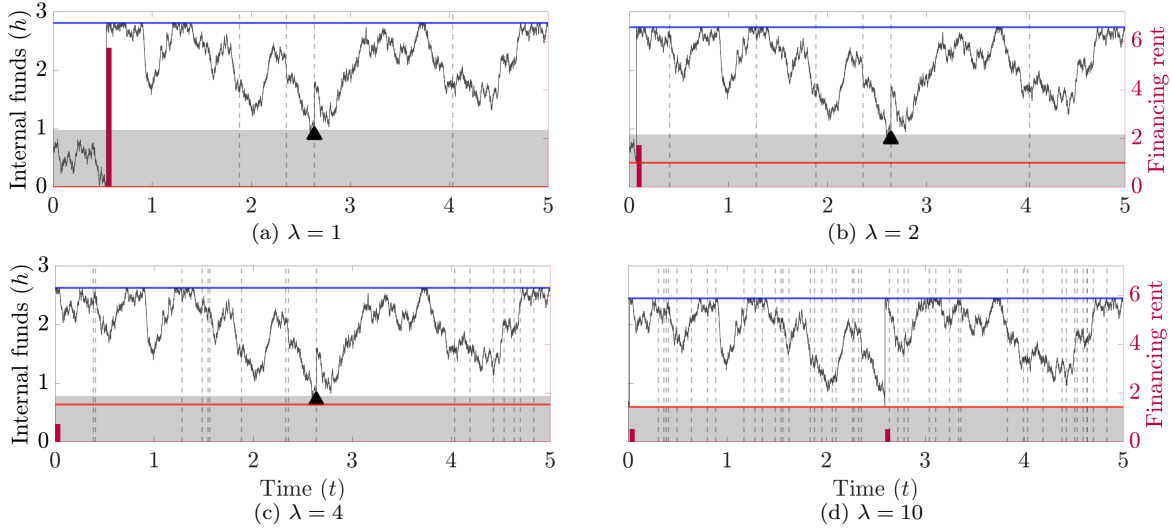 3
2
1
0
Internal funds (h)
0 1 2 3 4 5
(a) λ = 1
6
4
2
0
Financing rent
0 1 2 3 4 5
(b) λ = 2
3
2
1
0
Internal funds (h)
0 1 2 3 4 5
Time (t)
(c) λ = 4
6
4
2
0
Financing rent
0 1 2 3 4 5
Time (t)
(d) λ = 10